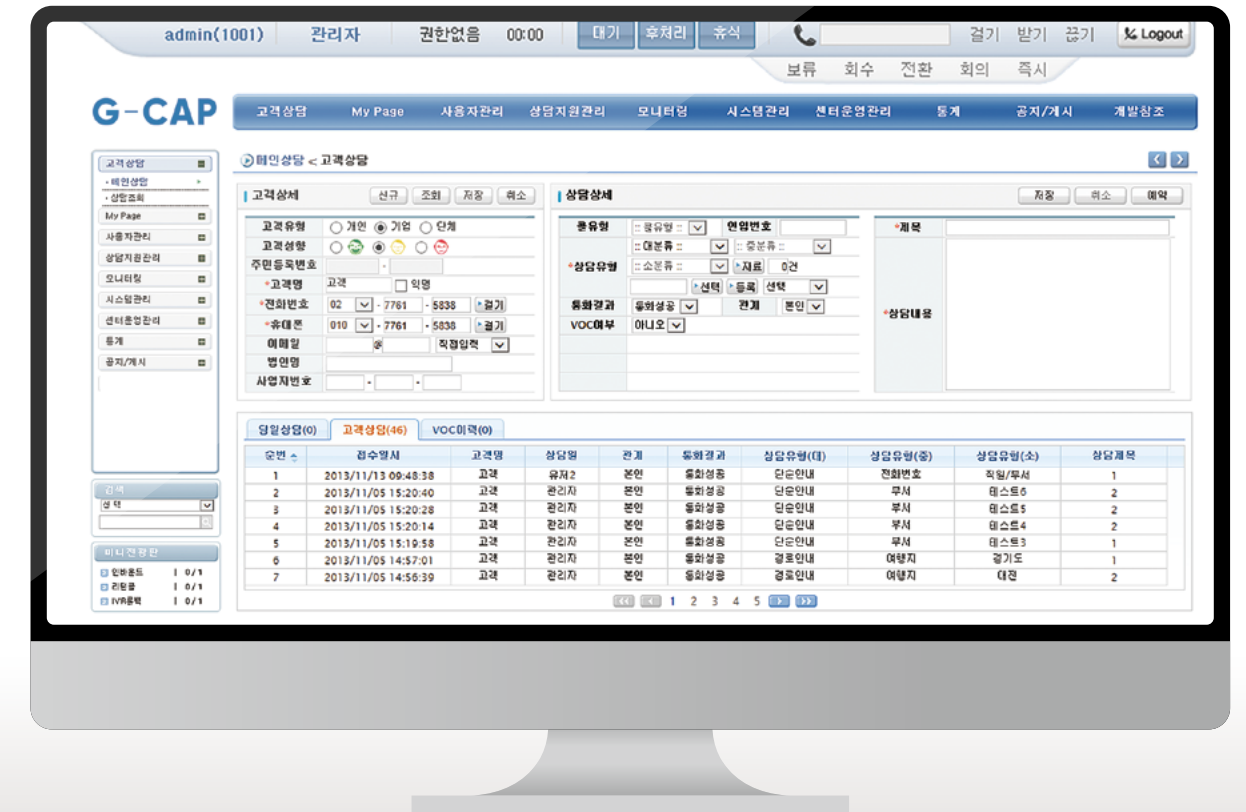 admin(1001) 관리자 권한없음 00:00 대기 후처리 휴식 걸기 받기 끊기 Logout
보류 회수 전환 회의 즉시
G-CAP 고객상담 My Page 사용자관리 상담지원관리 모니터링 시스템관리 센터운영관리 통계 공지/게시 개발참조
고객상담
메인상담
상담조회
My Page
사용자관리
상담지원관리
모니터링
시스템관리
센터운영관리
통계
공지/게시
검색
선택
미니전광판
인바운드 | 0/1
리턴콜 | 0/1
IVR콜백 | 0/1
메인상담 < 고객상담
고객상세 신규 조회 저장 취소
고객유형 개인 기업 단체
고객성향
주민등록번호 -
*고객명 고객 익명
*전화번호 02 - 7761 - 5838 걸기
*휴대폰 010 - 7761 - 5838 걸기
이메일 @ 직접입력
법인명
사업자번호 - -
상담상세 저장 취소 예약
콜유형 :: 콜유형 :: 연입번호
:: 대분류 :: :: 중분류 ::
*상담유형 :: 소분류 :: 자료 0건
선택 등록 선택
통화결과 통화성공 관계 본인
VOC여부 아니오
*제목
*상담내용
당일상담(0) 고객상담(46) VOC이력(0)
순번 접수일시 고객명 상담원 관계 통화결과 상담유형(대) 상담유형(중) 상담유형(소) 상담제목
1 2013/11/13 09:48:38 고객 유저2 본인 통화성공 단순안내 전화번호 직원/부서 1
2 2013/11/05 15:20:40 고객 관리자 본인 통화성공 단순안내 부서 테스트6 2
3 2013/11/05 15:20:28 고객 관리자 본인 통화성공 단순안내 부서 테스트5 2
4 2013/11/05 15:20:14 고객 관리자 본인 통화성공 단순안내 부서 테스트4 2
5 2013/11/05 15:19:58 고객 관리자 본인 통화성공 단순안내 부서 테스트3 1
6 2013/11/05 14:57:01 고객 관리자 본인 통화성공 경로안내 여행지 경기도 1
7 2013/11/05 14:56:39 고객 관리자 본인 통화성공 경로안내 여행지 대전 2
1 2 3 4 5